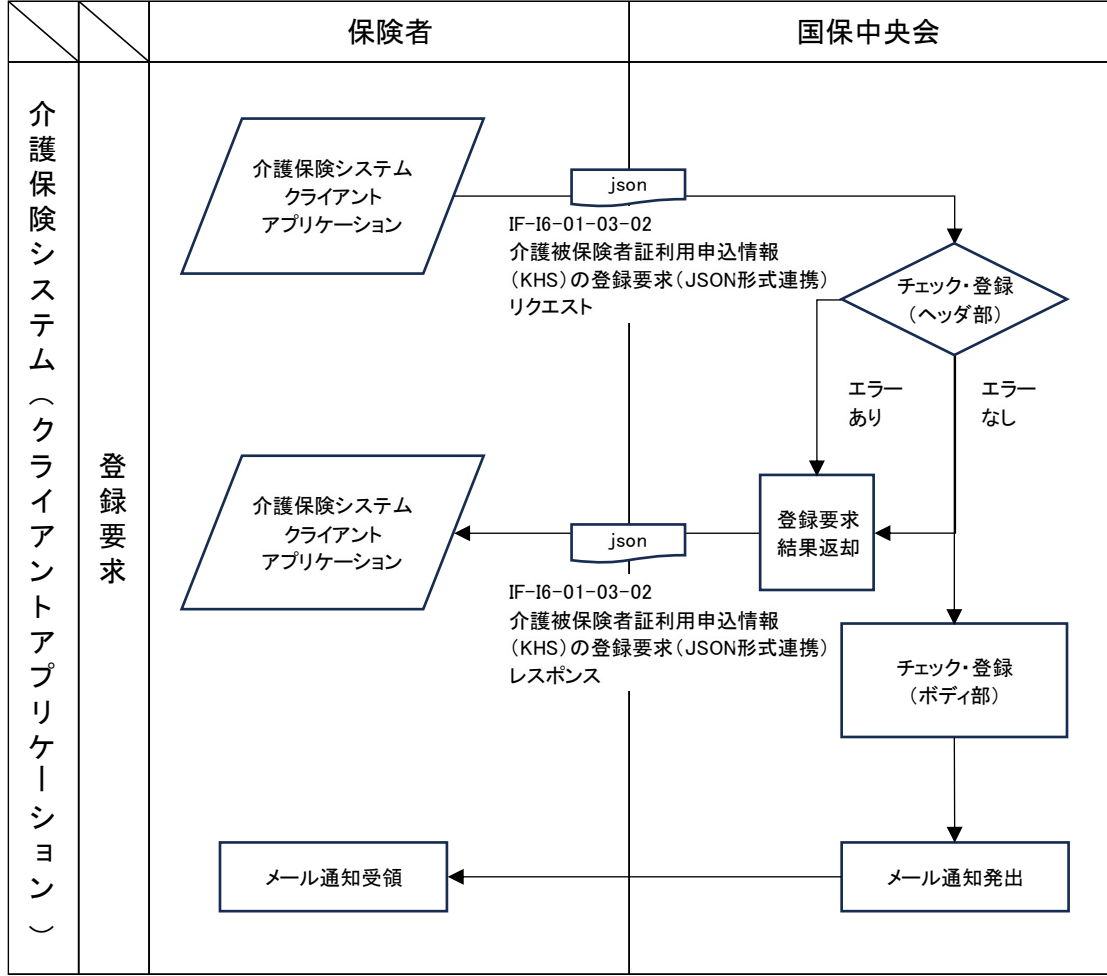 保険者
国保中央会
介護保険システム（クライアントアプリケーション）
登録要求
介護保険システム
クライアント
アプリケーション
json
IF-I6-01-03-02
介護被保険者証利用申込情報
（KHS）の登録要求（JSON形式連携）
リクエスト
チェック・登録
（ヘッダ部）
エラー
あり
エラー
なし
介護保険システム
クライアント
アプリケーション
json
登録要求
結果返却
IF-I6-01-03-02
介護被保険者証利用申込情報
（KHS）の登録要求（JSON形式連携）
レスポンス
チェック・登録
（ボディ部）
メール通知受領
メール通知発出